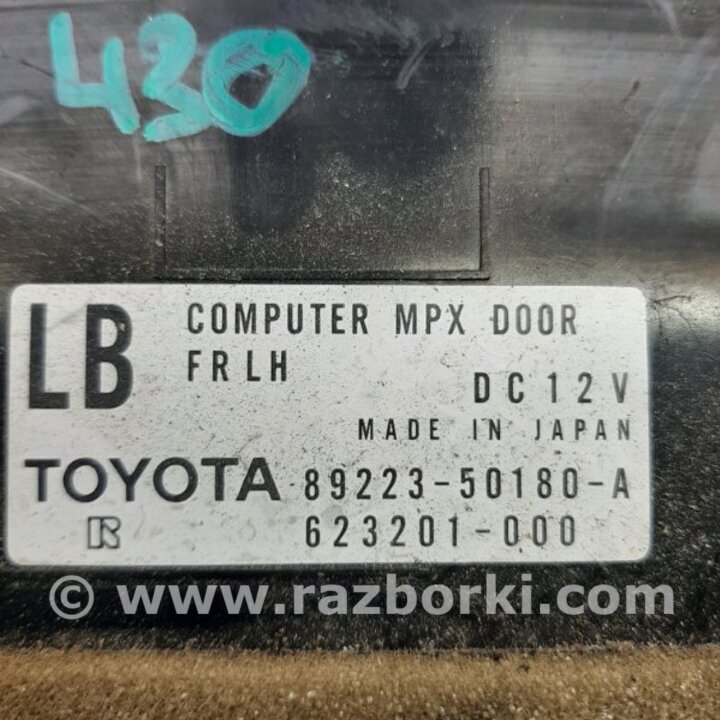 430
LB COMPUTER MPX DOOR
FR LH
DC 12V
MADE IN JAPAN
TOYOTA 89223-50180-A
R 623201-000
© www.razborki.com